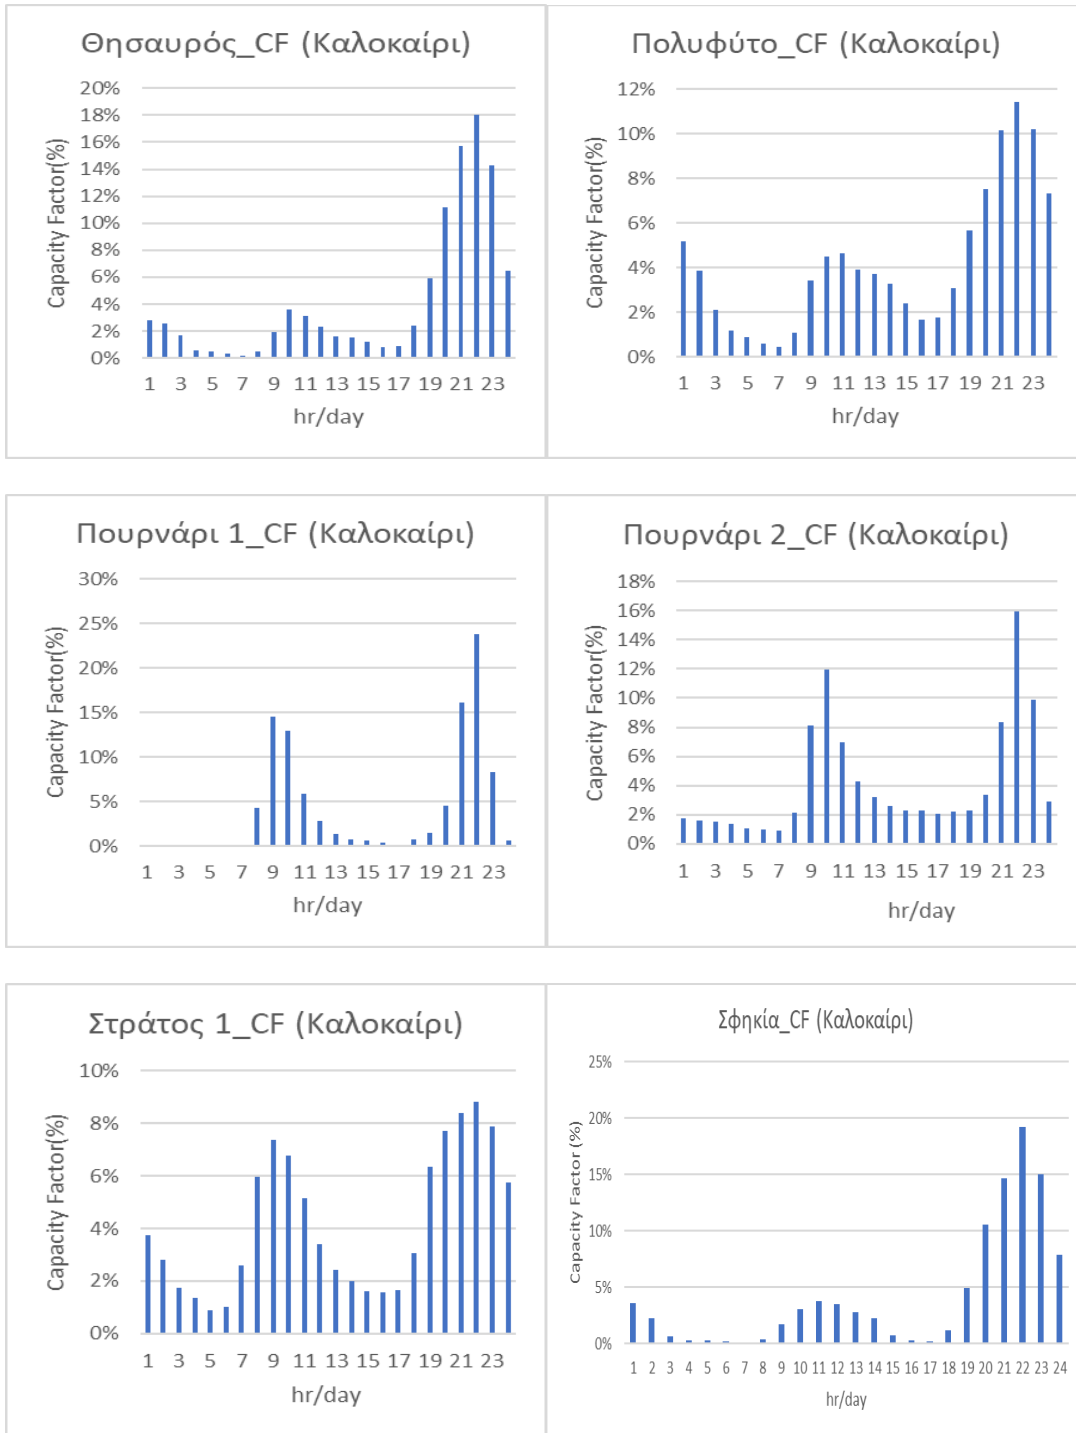 Θησαυρός_CF (Καλοκαίρι)
Capacity Factor(%)
20%
18%
16%
14%
12%
10%
8%
6%
4%
2%
0%
1 3 5 7 9 11 13 15 17 19 21 23
hr/day
Πολυφύτο_CF (Καλοκαίρι)
Capacity Factor(%)
12%
10%
8%
6%
4%
2%
0%
1 3 5 7 9 11 13 15 17 19 21 23
hr/day
Πουρνάρι 1_CF (Καλοκαίρι)
Capacity Factor(%)
30%
25%
20%
15%
10%
5%
0%
1 3 5 7 9 11 13 15 17 19 21 23
hr/day
Πουρνάρι 2_CF (Καλοκαίρι)
Capacity Factor(%)
18%
16%
14%
12%
10%
8%
6%
4%
2%
0%
1 3 5 7 9 11 13 15 17 19 21 23
hr/day
Στράτος 1_CF (Καλοκαίρι)
Capacity Factor(%)
10%
8%
6%
4%
2%
0%
1 3 5 7 9 11 13 15 17 19 21 23
hr/day
Σφηκία_CF (Καλοκαίρι)
Capacity Factor (%)
25%
20%
15%
10%
5%
0%
1 2 3 4 5 6 7 8 9 10 11 12 13 14 15 16 17 18 19 20 21 22 23 24
hr/day